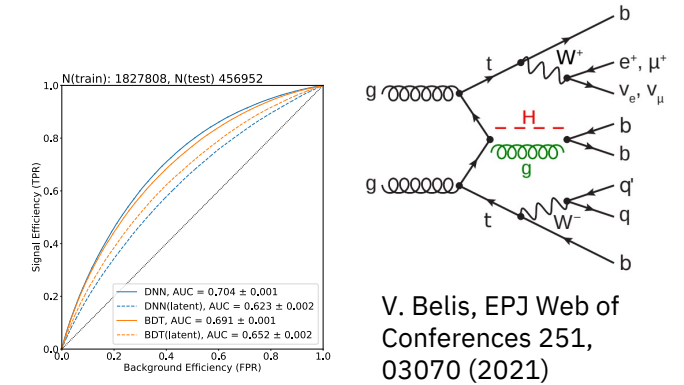 N(train): 1827808, N(test) 456952
1.0
0.8
0.6
0.4
0.2
0.0
Signal Efficiency (TPR)
DNN, AUC = 0.704 ± 0.001
DNN(latent), AUC = 0.623 ± 0.002
BDT, AUC = 0.691 ± 0.001
BDT(latent), AUC = 0.652 ± 0.002
0.0 0.2 0.4 0.6 0.8 1.0
Background Efficiency (FPR)
b
W+
t
e+, μ+
νe, νμ
g
H
b
g
b
g
q'
t
W−
q
b
V. Belis, EPJ Web of
Conferences 251,
03070 (2021)